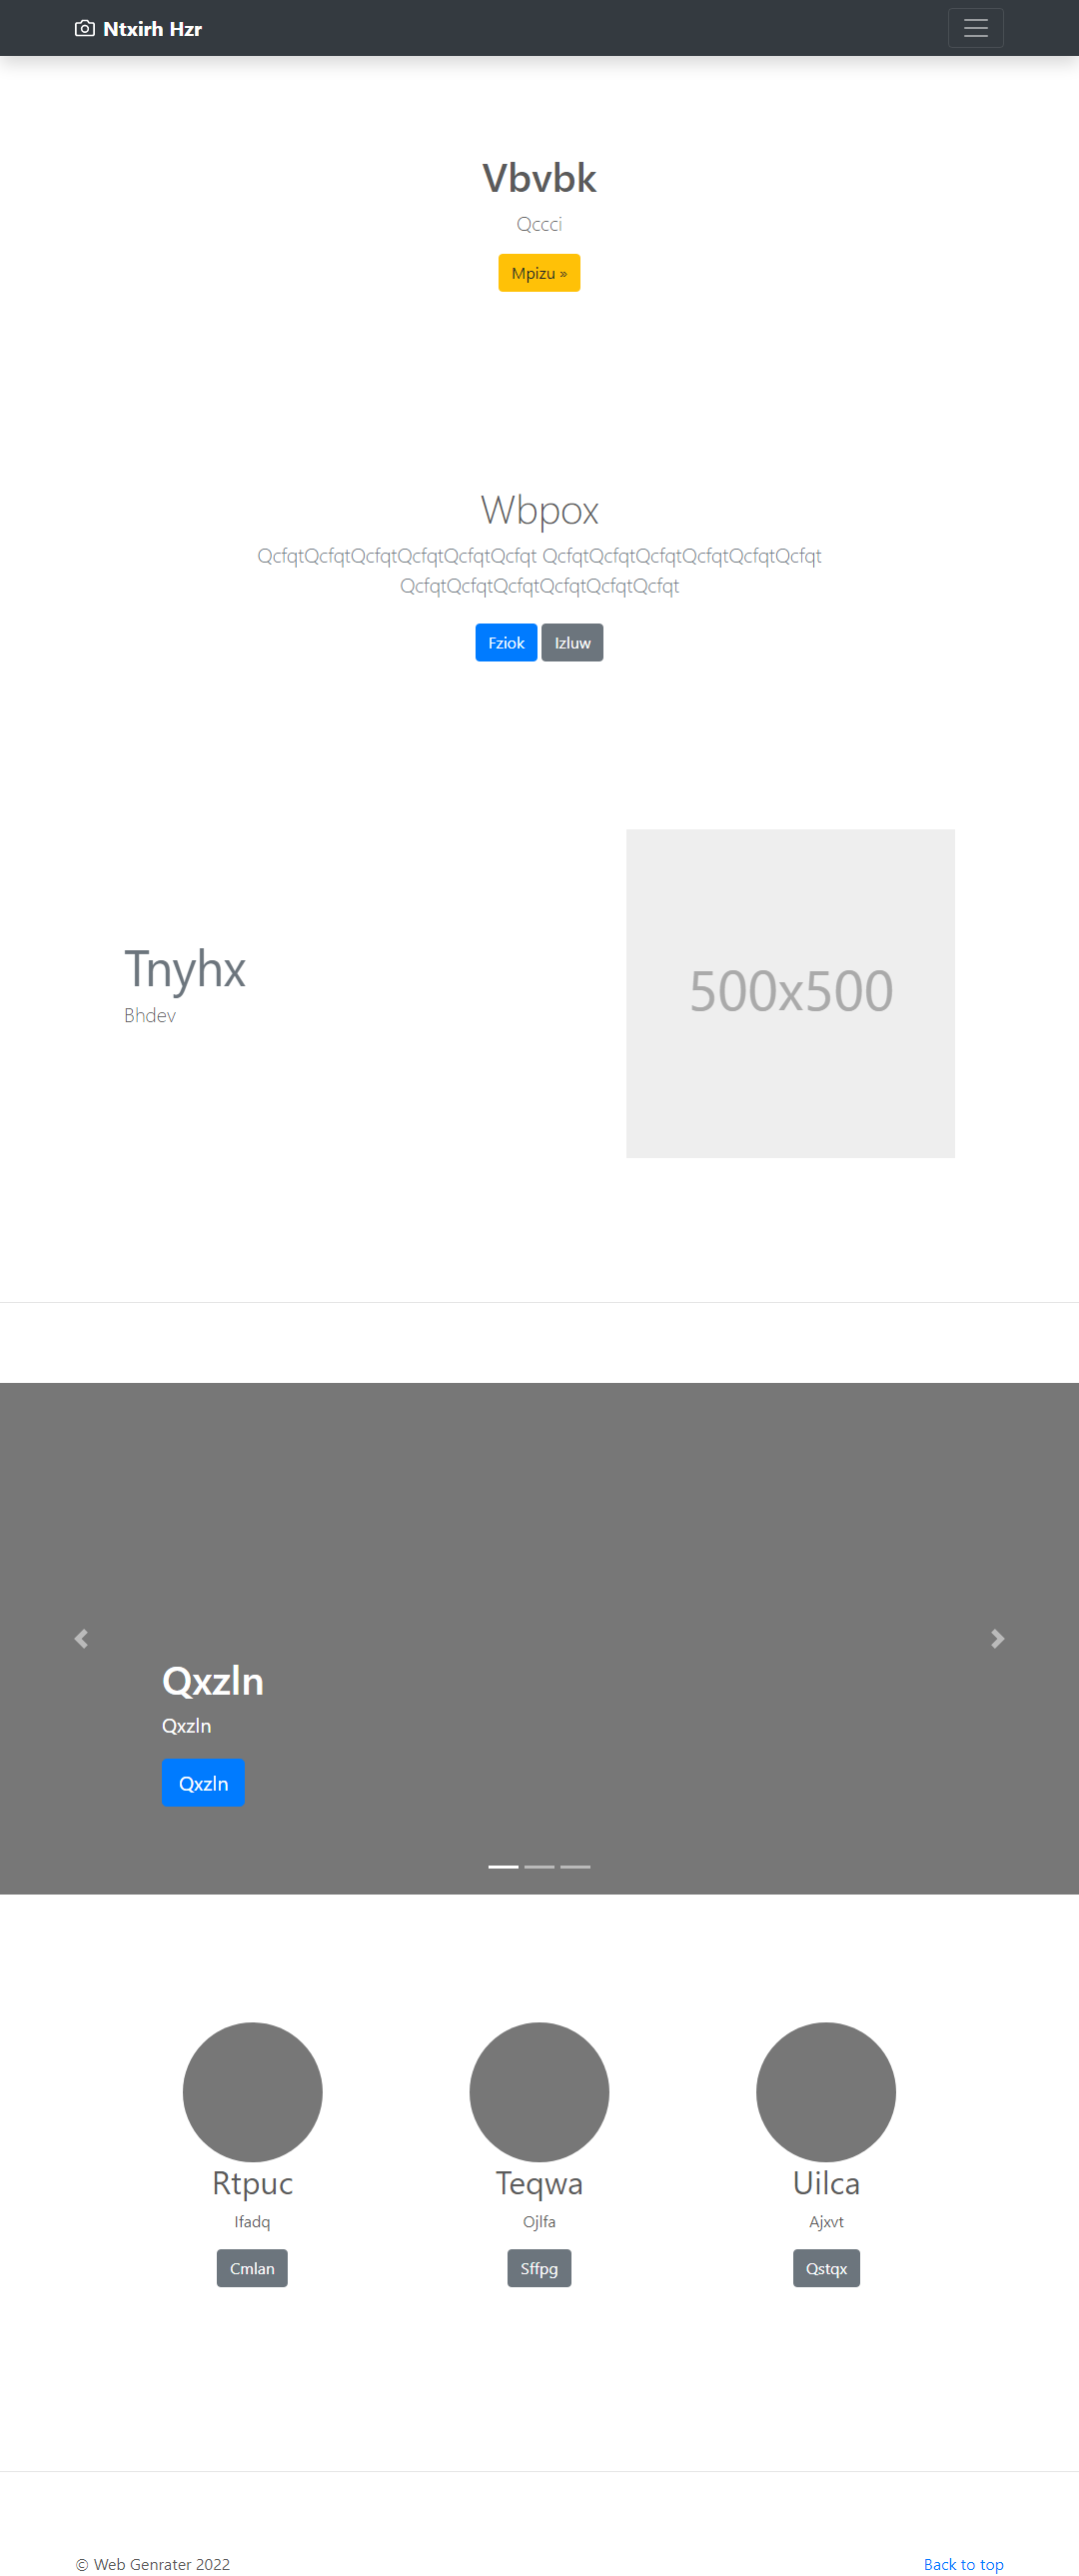 Ntxirh Hzr
Vbvbk
Qccci
Mpizu »
Wbpox
QcfqtQcfqtQcfqtQcfqtQcfqtQcfqt QcfqtQcfqtQcfqtQcfqtQcfqtQcfqt
QcfqtQcfqtQcfqtQcfqtQcfqtQcfqt
Fziok Izluw
Tnyhx
Bhdev
500x500
Qxzln
Qxzln
Qxzln
Rtpuc
Ifadq
Cmlan
Teqwa
Ojlfa
Sffpg
Uilca
Ajxvt
Qstqx
© Web Genrater 2022
Back to top